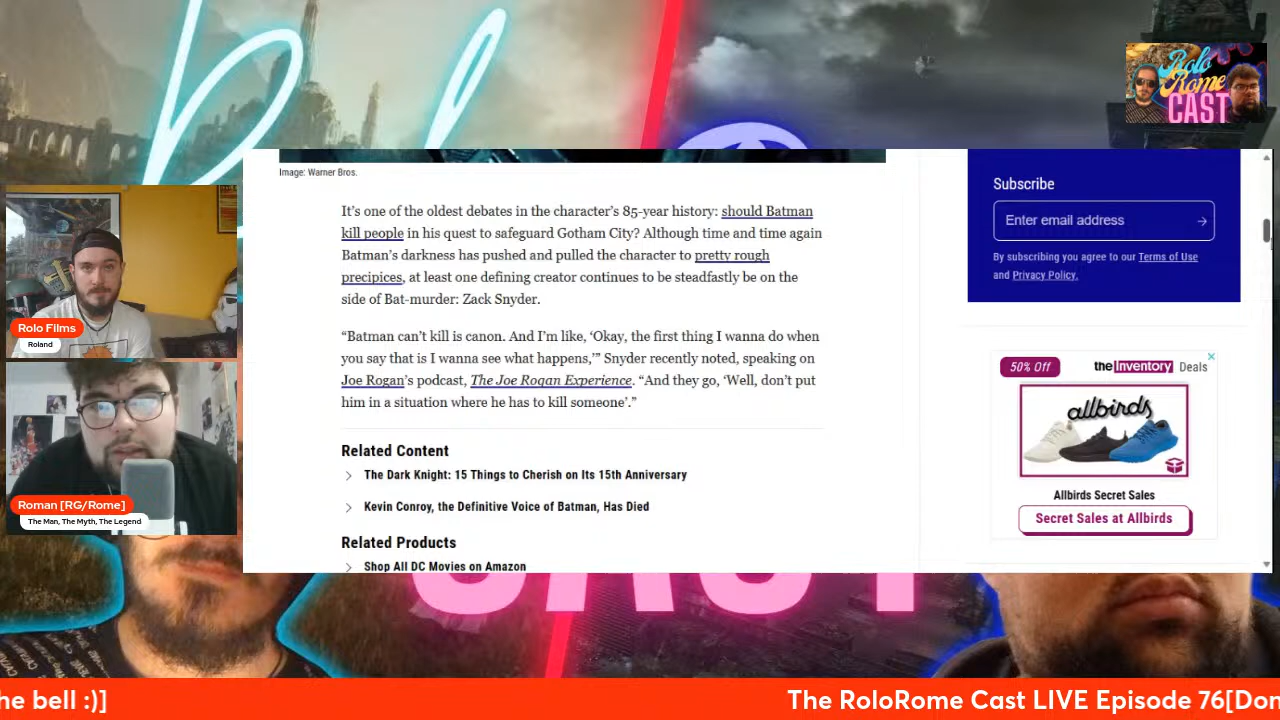 Rolo
Rome
CAST
Image: Warner Bros.
It's one of the oldest debates in the character's 85-year history: should Batman
kill people in his quest to safeguard Gotham City? Although time and time again
Batman's darkness has pushed and pulled the character to pretty rough
precipices, at least one defining creator continues to be steadfastly be on the
side of Bat-murder: Zack Snyder.
“Batman can't kill is canon. And I'm like, ‘Okay, the first thing I wanna do when
you say that is I wanna see what happens,’” Snyder recently noted, speaking on
Joe Rogan's podcast, The Joe Rogan Experience. “And they go, ‘Well, don't put
him in a situation where he has to kill someone’.”
Related Content
The Dark Knight: 15 Things to Cherish on Its 15th Anniversary
Kevin Conroy, the Definitive Voice of Batman, Has Died
Related Products
Shop All DC Movies on Amazon
Subscribe
Enter email address
By subscribing you agree to our Terms of Use
and Privacy Policy.
50% Off
theInventory Deals
allbirds
Allbirds Secret Sales
Secret Sales at Allbirds
Rolo Films
Roland
Roman [RG/Rome]
The Man, The Myth, The Legend
CAST
he bell :)]
The RoloRome Cast LIVE Episode 76[Don